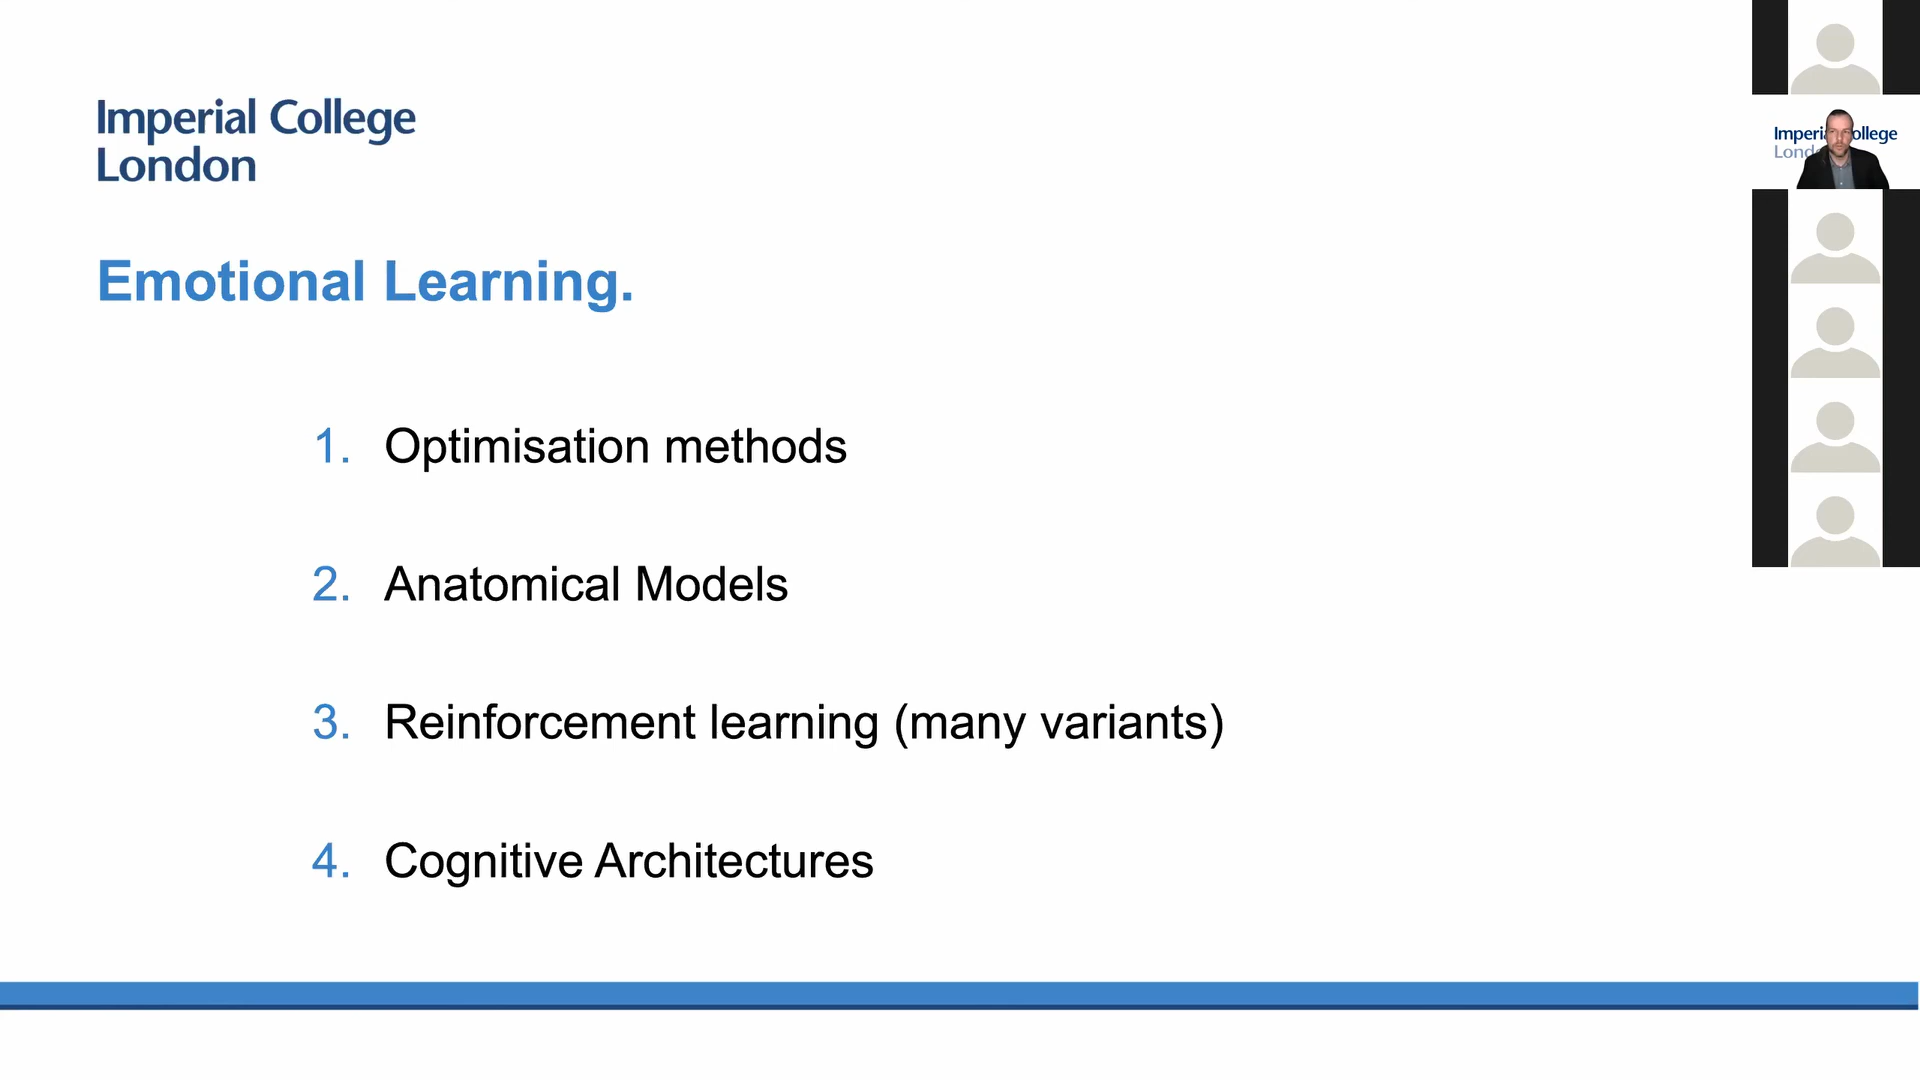 Imperial College
London
Emotional Learning.
1. Optimisation methods
2. Anatomical Models
3. Reinforcement learning (many variants)
4. Cognitive Architectures